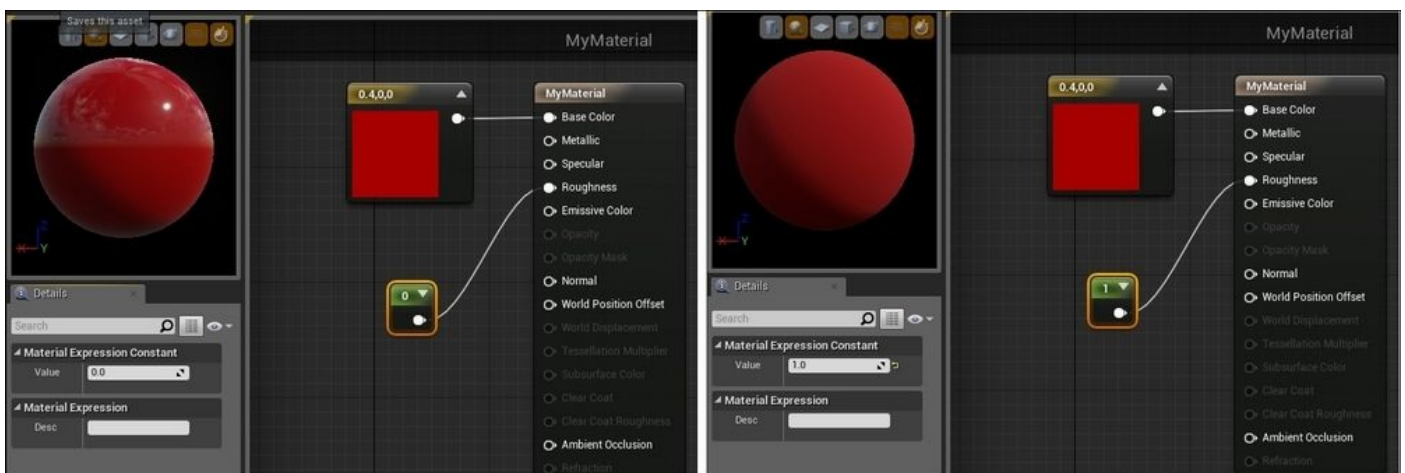 Saves this asset
MyMaterial
0.4,0,0
MyMaterial
Base Color
Metallic
Specular
Roughness
Emissive Color
Opacity
Opacity Mask
Normal
World Position Offset
World Displacement
Tessellation Multiplier
Subsurface Color
Clear Coat
Clear Coat Roughness
Ambient Occlusion
Refraction
0
Z
X
Y
Details
Search
Material Expression Constant
Value 0.0
Material Expression
Desc
MyMaterial
0.4,0,0
MyMaterial
Base Color
Metallic
Specular
Roughness
Emissive Color
Opacity
Opacity Mask
Normal
World Position Offset
World Displacement
Tessellation Multiplier
Subsurface Color
Clear Coat
Clear Coat Roughness
Ambient Occlusion
Refraction
1
Z
X
Y
Details
Search
Material Expression Constant
Value 1.0
Material Expression
Desc